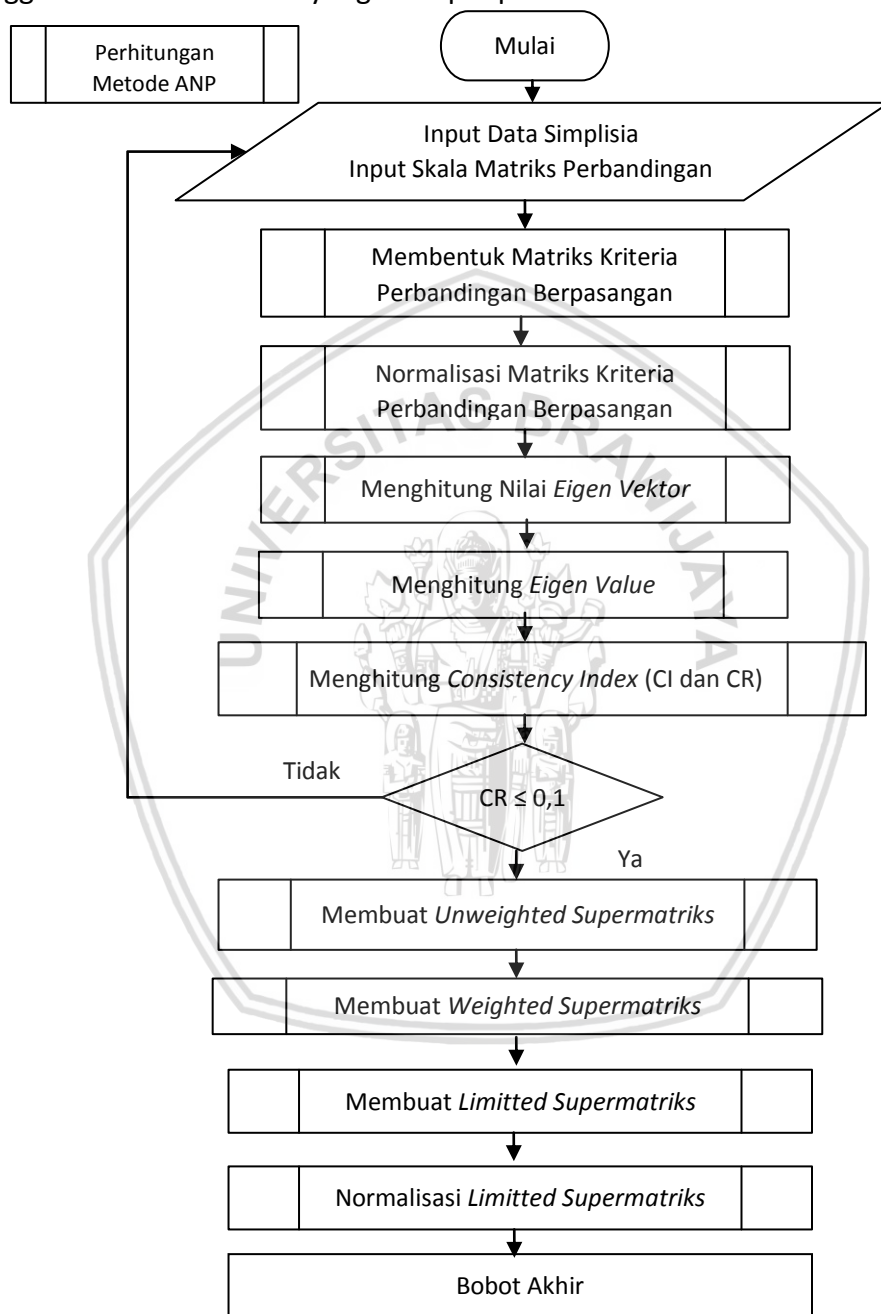 Perhitungan
Metode ANP
Mulai
Input Data Simplisia
Input Skala Matriks Perbandingan
Membentuk Matriks Kriteria
Perbandingan Berpasangan
Normalisasi Matriks Kriteria
Perbandingan Berpasangan
Menghitung Nilai Eigen Vektor
Menghitung Eigen Value
Menghitung Consistency Index (CI dan CR)
Tidak
CR ≤ 0,1
Ya
Membuat Unweighted Supermatriks
Membuat Weighted Supermatriks
Membuat Limitted Supermatriks
Normalisasi Limitted Supermatriks
Bobot Akhir
UNIVERSITAS BRAWIJAYA